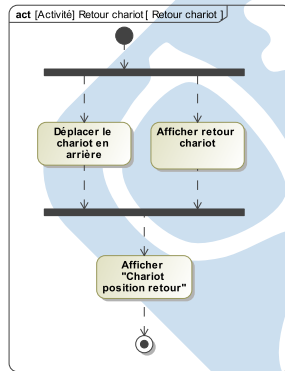 act [Activité] Retour chariot [ Retour chariot ]
Déplacer le
chariot en
arrière
Afficher retour
chariot
Afficher
"Chariot
position retour"